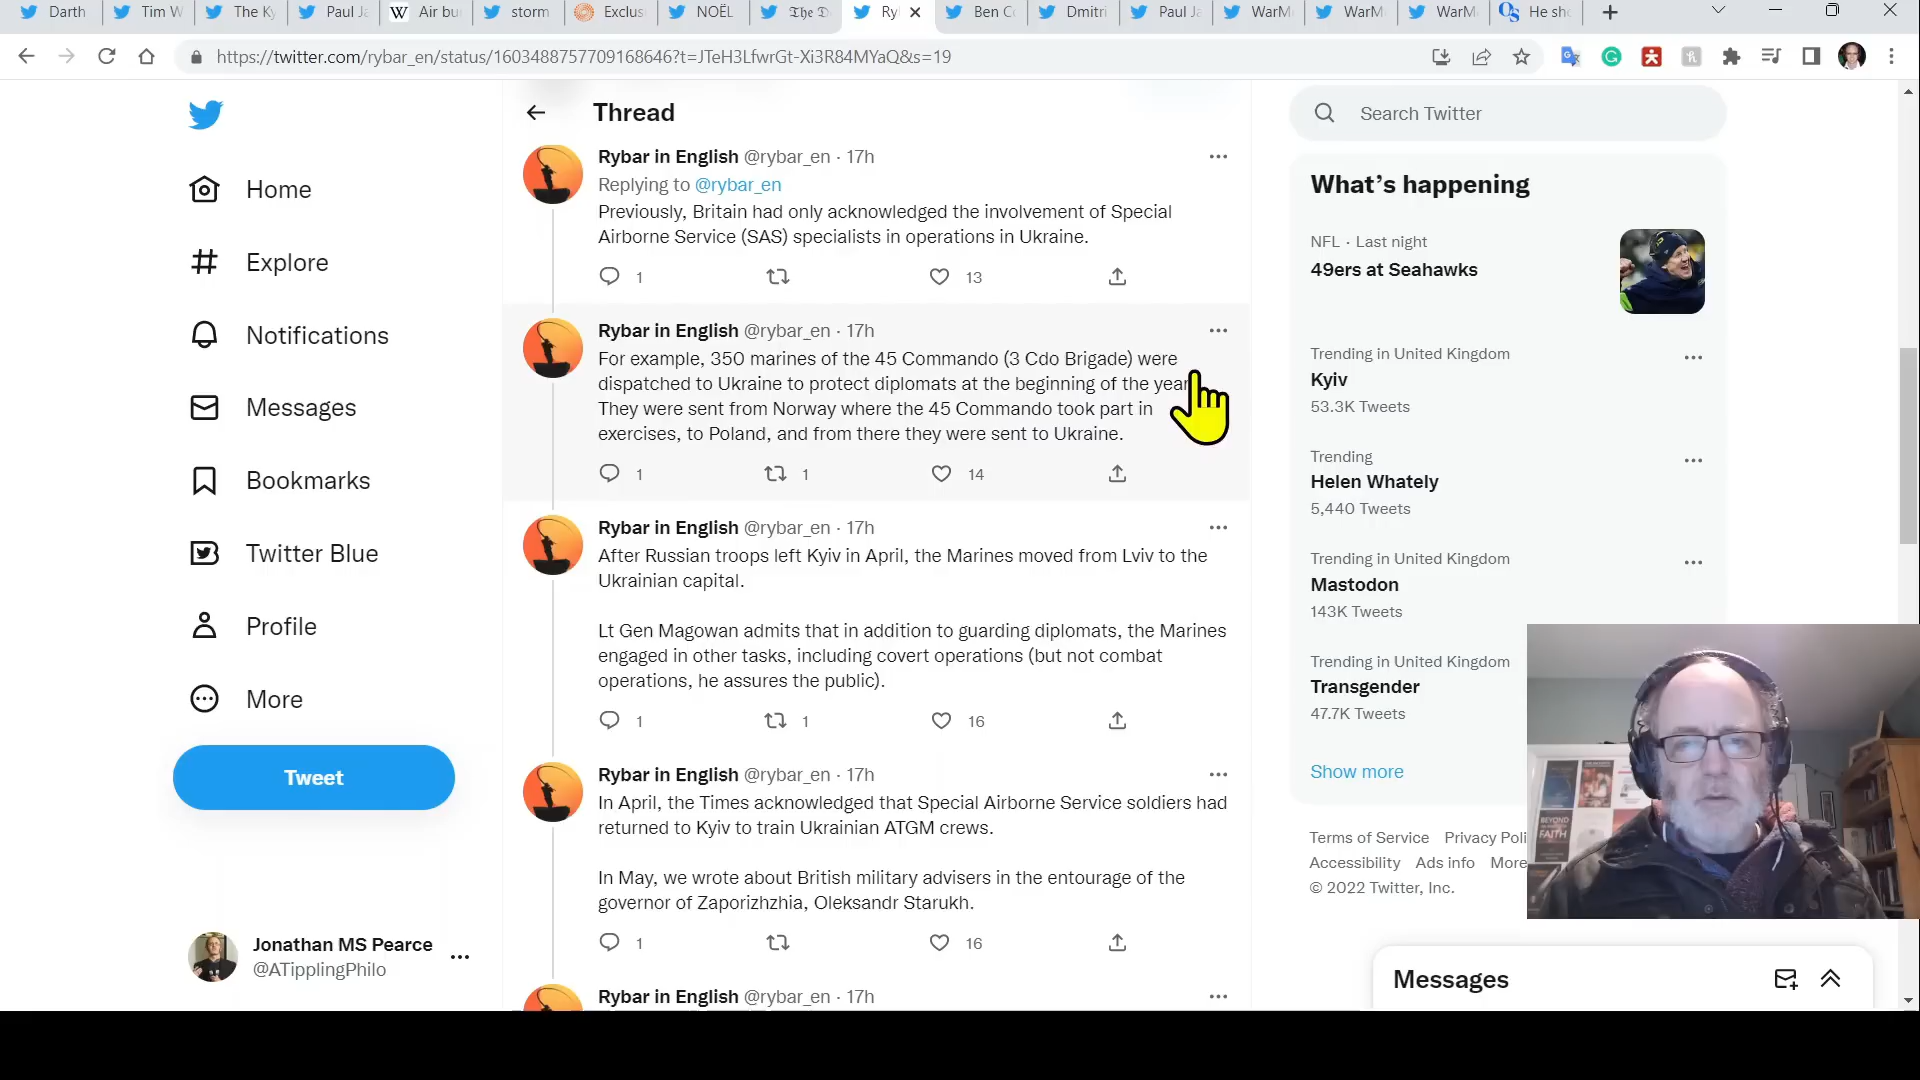 Darth
Tim W
The Ky
Paul Ja
Air bu
storm
Exclus
NOËL
The D
Ry
Ben C
Dmitri
Paul Ja
WarM
WarM
WarM
He sho
https://twitter.com/rybar_en/status/1603488757709168646?t=JTeH3LfwrGt-Xi3R84MYaQ&s=19
Home
Explore
Notifications
Messages
Bookmarks
Twitter Blue
Profile
More
Tweet
Jonathan MS Pearce
@ATipplingPhilo
Thread
Rybar in English @rybar_en · 17h
Replying to @rybar_en
Previously, Britain had only acknowledged the involvement of Special
Airborne Service (SAS) specialists in operations in Ukraine.
1 13
Rybar in English @rybar_en · 17h
For example, 350 marines of the 45 Commando (3 Cdo Brigade) were
dispatched to Ukraine to protect diplomats at the beginning of the year
They were sent from Norway where the 45 Commando took part in
exercises, to Poland, and from there they were sent to Ukraine.
1 1 14
Rybar in English @rybar_en · 17h
After Russian troops left Kyiv in April, the Marines moved from Lviv to the
Ukrainian capital.
Lt Gen Magowan admits that in addition to guarding diplomats, the Marines
engaged in other tasks, including covert operations (but not combat
operations, he assures the public).
1 1 16
Rybar in English @rybar_en · 17h
In April, the Times acknowledged that Special Airborne Service soldiers had
returned to Kyiv to train Ukrainian ATGM crews.
In May, we wrote about British military advisers in the entourage of the
governor of Zaporizhzhia, Oleksandr Starukh.
1 16
Rybar in English @rybar_en · 17h
Search Twitter
What's happening
NFL · Last night
49ers at Seahawks
Trending in United Kingdom
Kyiv
53.3K Tweets
Trending
Helen Whately
5,440 Tweets
Trending in United Kingdom
Mastodon
143K Tweets
Trending in United Kingdom
Transgender
47.7K Tweets
Show more
Terms of Service Privacy Poli
Accessibility Ads info More
© 2022 Twitter, Inc.
BEYOND
FAITH
Messages